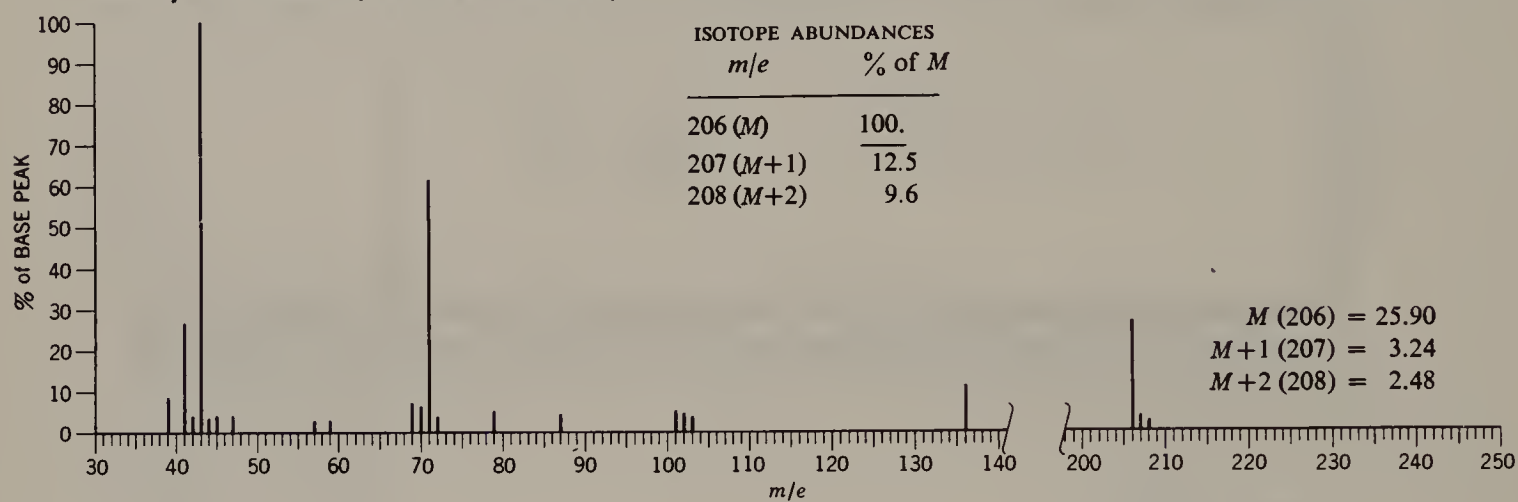 ISOTOPE ABUNDANCES
m/e % of M
206 (M) 100.
207 (M+1) 12.5
208 (M+2) 9.6
100
90
80
70
60
50
40
30
20
10
0
% of BASE PEAK
M (206) = 25.90
M+1 (207) = 3.24
M+2 (208) = 2.48
30 40 50 60 70 80 90 100 110 120 130 140 200 210 220 230 240 250
m/e